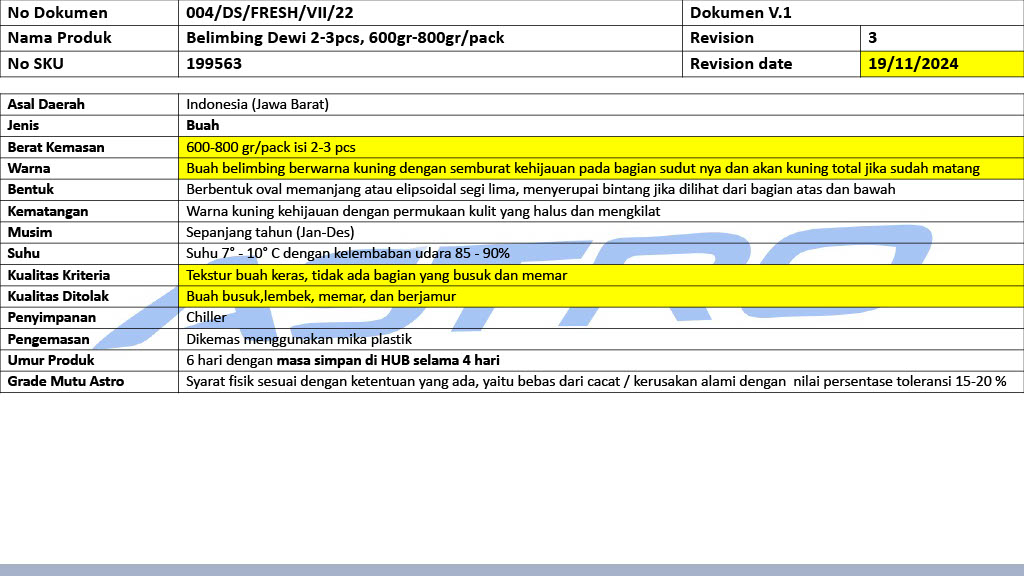 No Dokumen 004/DS/FRESH/VII/22 Dokumen V.1
Nama Produk Belimbing Dewi 2-3pcs, 600gr-800gr/pack Revision 3
No SKU 199563 Revision date 19/11/2024
Asal Daerah Indonesia (Jawa Barat)
Jenis Buah
Berat Kemasan 600-800 gr/pack isi 2-3 pcs
Warna Buah belimbing berwarna kuning dengan semburat kehijauan pada bagian sudut nya dan akan kuning total jika sudah matang
Bentuk Berbentuk oval memanjang atau elipsoidal segi lima, menyerupai bintang jika dilihat dari bagian atas dan bawah
Kematangan Warna kuning kehijauan dengan permukaan kulit yang halus dan mengkilat
Musim Sepanjang tahun (Jan-Des)
Suhu Suhu 7° - 10° C dengan kelembaban udara 85 - 90%
Kualitas Kriteria Tekstur buah keras, tidak ada bagian yang busuk dan memar
Kualitas Ditolak Buah busuk,lembek, memar, dan berjamur
Penyimpanan Chiller
Pengemasan Dikemas menggunakan mika plastik
Umur Produk 6 hari dengan masa simpan di HUB selama 4 hari
Grade Mutu Astro Syarat fisik sesuai dengan ketentuan yang ada, yaitu bebas dari cacat / kerusakan alami dengan  nilai persentase toleransi 15-20 %
ASTRO